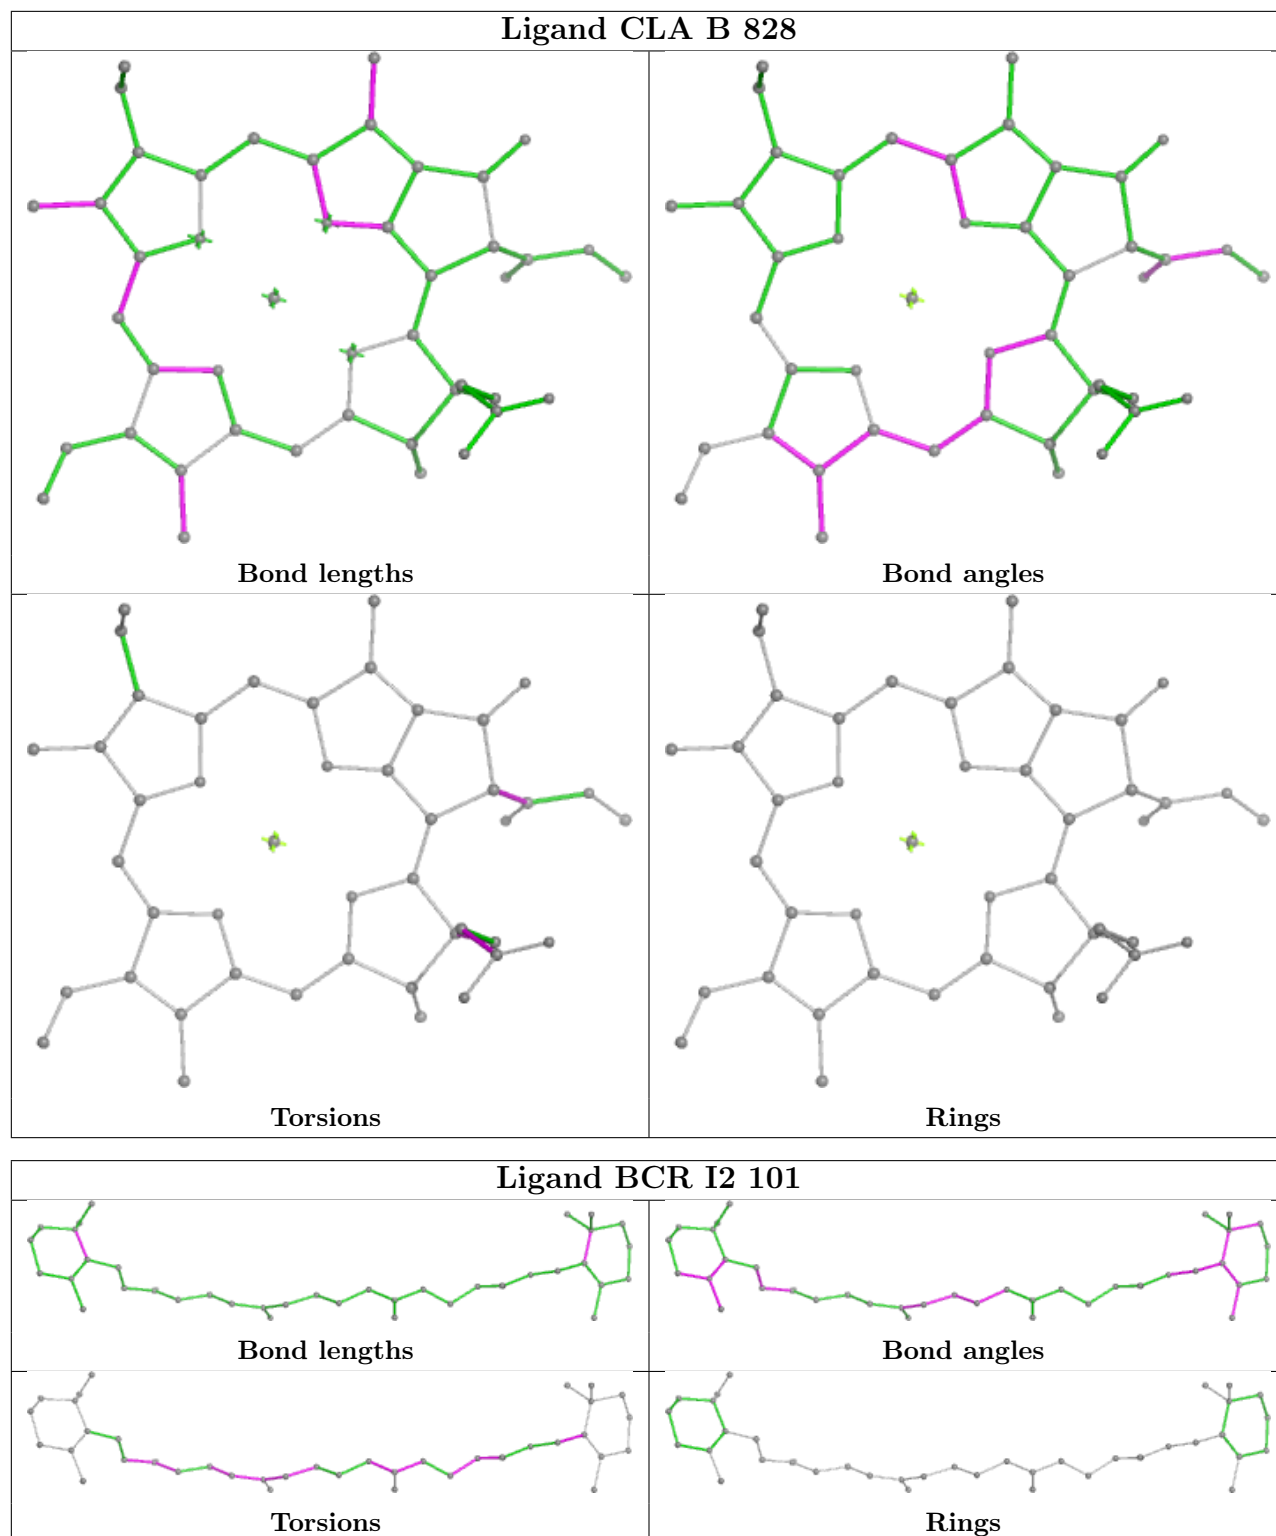 Ligand CLA B 828
Bond lengths
Bond angles
Torsions
Rings
Ligand BCR I2 101
Bond lengths
Bond angles
Torsions
Rings